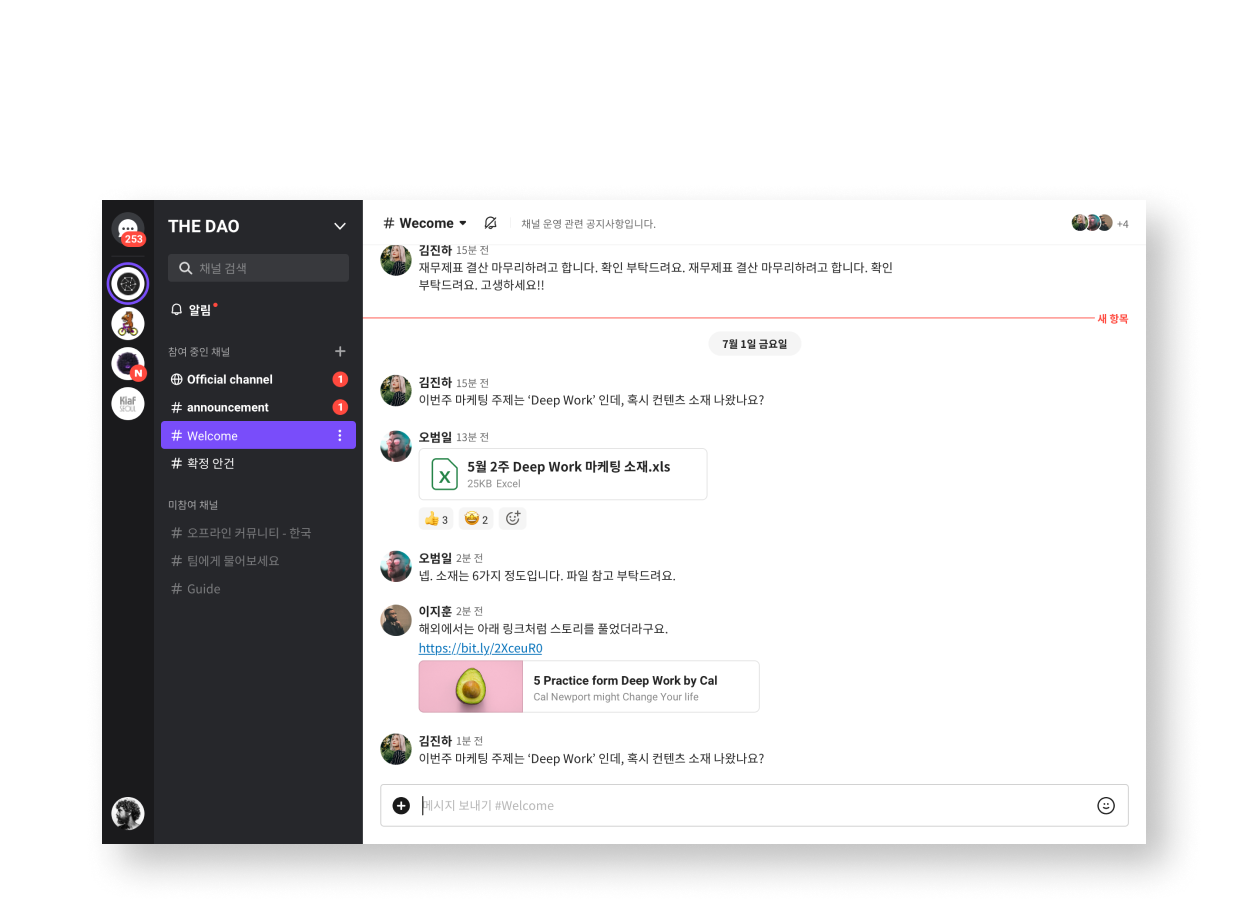 253
N
Kiaf
SEOUL
THE DAO
채널 검색
알림
참여 중인 채널
Official channel 1
# announcement 1
# Welcome
# 확정 안건
미참여 채널
# 오프라인 커뮤니티 - 한국
# 팀에게 물어보세요
# Guide
# Wecome
채널 운영 관련 공지사항입니다.
+4
김진하 15분 전
재무제표 결산 마무리하려고 합니다. 확인 부탁드려요. 재무제표 결산 마무리하려고 합니다. 확인
부탁드려요. 고생하세요!!
새 항목
7월 1일 금요일
김진하 15분 전
이번주 마케팅 주제는 ‘Deep Work’ 인데, 혹시 컨텐츠 소재 나왔나요?
오범일 13분 전
X
5월 2주 Deep Work 마케팅 소재.xls
25KB Excel
3 2
오범일 2분 전
넵. 소재는 6가지 정도입니다. 파일 참고 부탁드려요.
이지훈 2분 전
해외에서는 아래 링크처럼 스토리를 풀었더라구요.
https://bit.ly/2XceuR0
5 Practice form Deep Work by Cal
Cal Newport might Change Your life
김진하 1분 전
이번주 마케팅 주제는 ‘Deep Work’ 인데, 혹시 컨텐츠 소재 나왔나요?
메시지 보내기 #Welcome